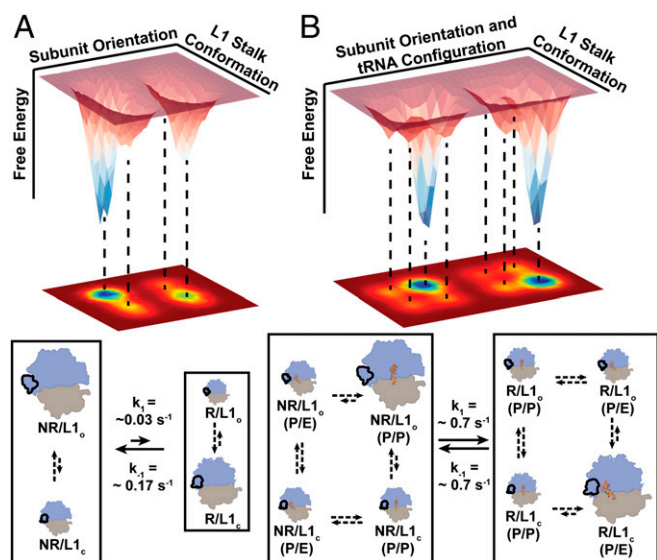 A
Subunit Orientation
L1 Stalk
Conformation
Free Energy
B
Subunit Orientation and
tRNA Configuration
L1 Stalk
Conformation
Free Energy
NR/L1o
NR/L1c
k1 =
~0.03 s-1
k-1 =
~ 0.17 s-1
R/L1o
R/L1c
NR/L1o
(P/E)
NR/L1o
(P/P)
NR/L1c
(P/E)
NR/L1c
(P/P)
k1 =
~ 0.7 s-1
k-1 =
~ 0.7 s-1
R/L1o
(P/P)
R/L1o
(P/E)
R/L1c
(P/P)
R/L1c
(P/E)